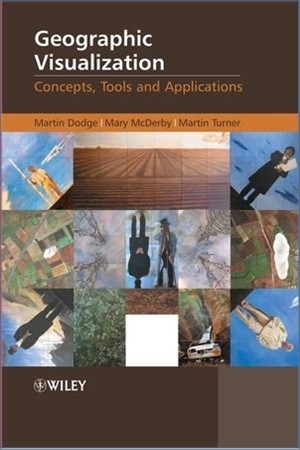 Geographic
Visualization
Concepts, Tools and Applications
Martin Dodge | Mary McDerby | Martin Turner
WILEY